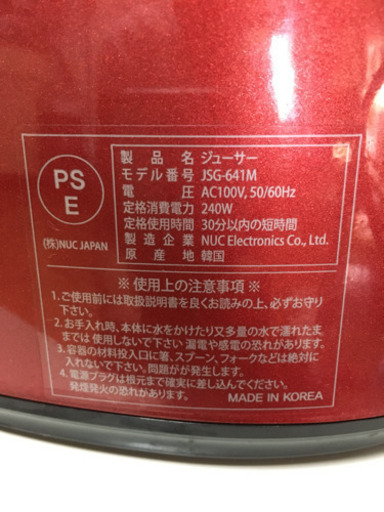 PS
E
(株)NUC JAPAN
製品名 ジューサー
モデル番号 JSG-641M
電圧 AC100V, 50/60Hz
定格消費電力 240W
定格使用時間 30分以内の短時間
製造企業 NUC Electronics Co., Ltd.
原産地 韓国
※ 使用上の注意事項 ※
1. ご使用前には取扱説明書を良くお読みの上、必ずお守り
下さい。
2. お手入れ時、本体に水をかけたり又多量の水で濡れたま
までは使用しないで下さい 漏電や感電の恐れがあります。
3. 容器の材料投入口に箸、スプーン、フォークなどは絶対に
入れないで下さい。問題がが発生します。
4. 電源プラグは根元まで確実に差し込んでください。
発煙発火の恐れがあります。
MADE IN KOREA